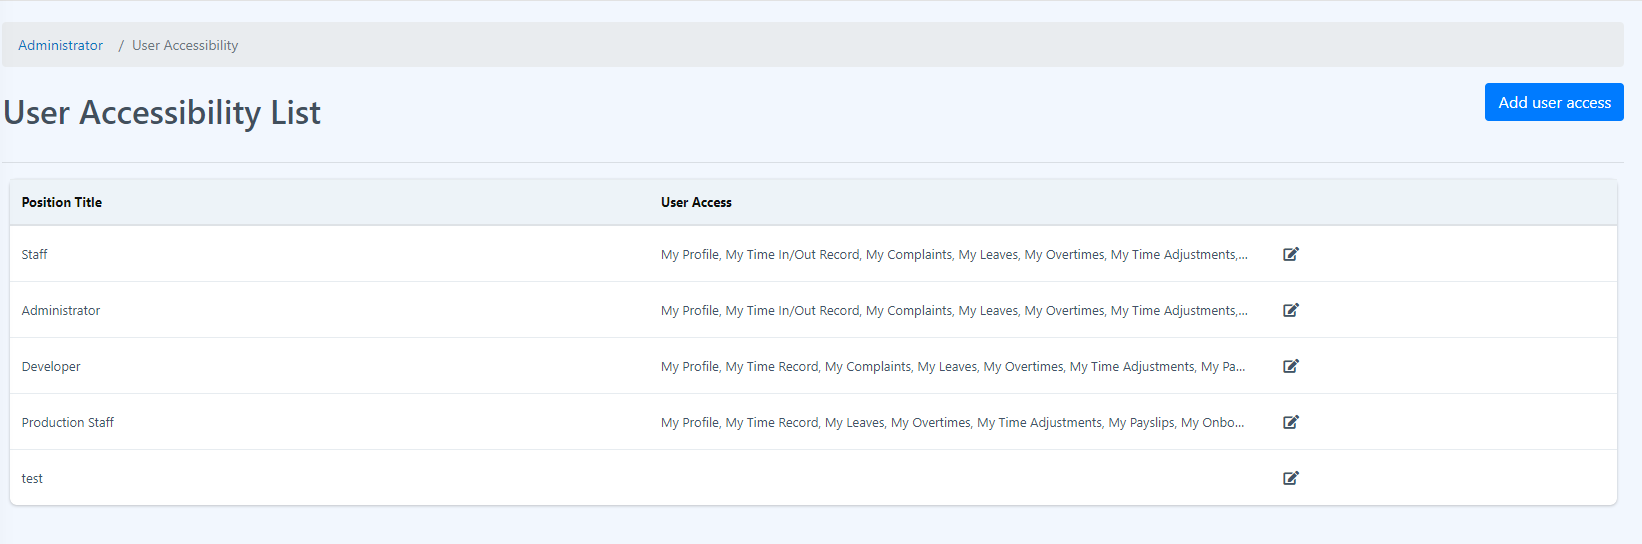 Administrator / User Accessibility
User Accessibility List
Add user access
Position Title User Access
Staff My Profile, My Time In/Out Record, My Complaints, My Leaves, My Overtimes, My Time Adjustments,...
Administrator My Profile, My Time In/Out Record, My Complaints, My Leaves, My Overtimes, My Time Adjustments,...
Developer My Profile, My Time Record, My Complaints, My Leaves, My Overtimes, My Time Adjustments, My Pa...
Production Staff My Profile, My Time Record, My Leaves, My Overtimes, My Time Adjustments, My Payslips, My Onbo...
test